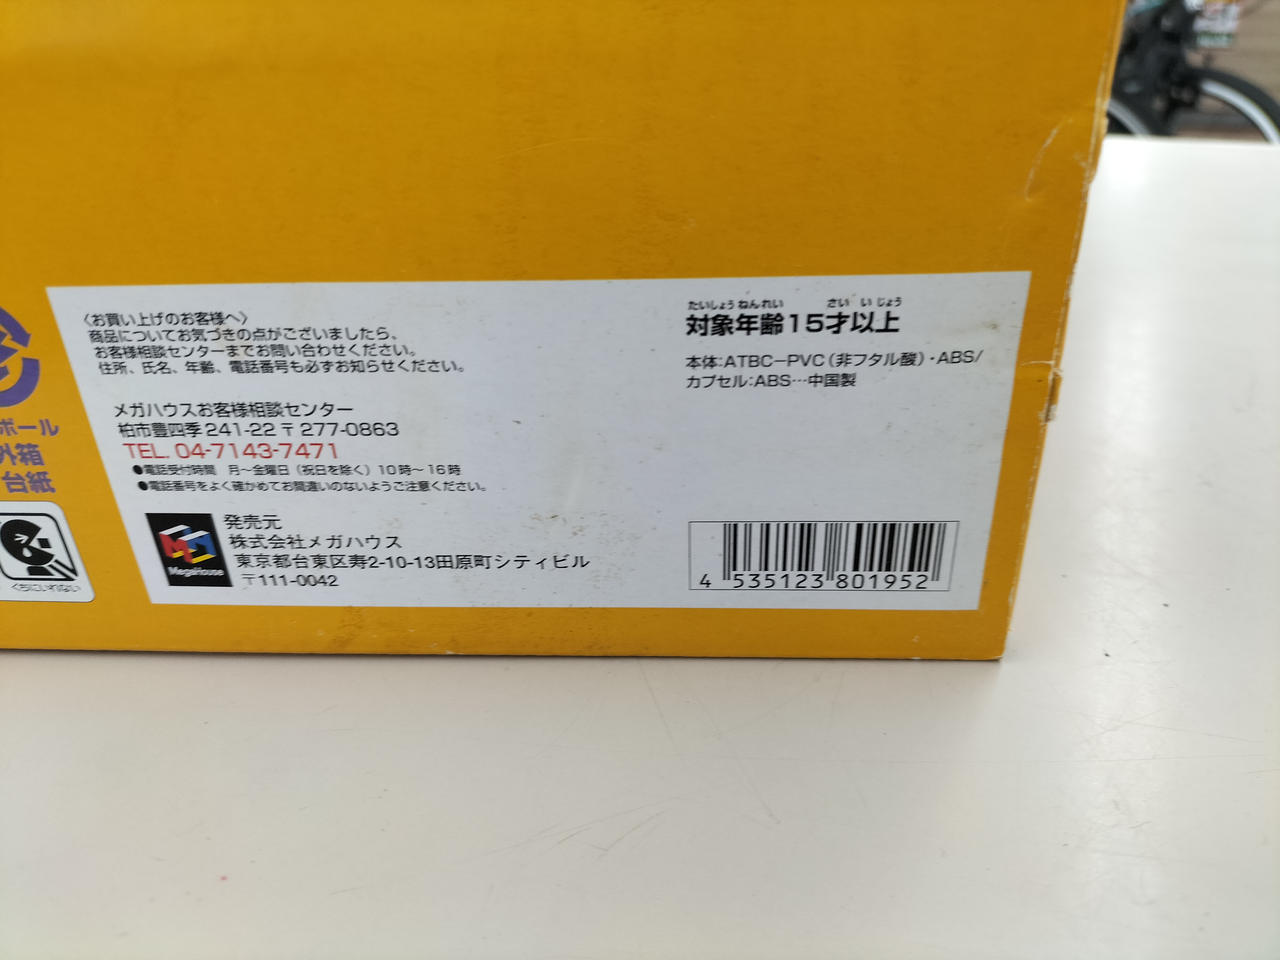 〈お買い上げのお客様へ〉
商品についてお気づきの点がございましたら、
お客様相談センターまでお問い合わせください。
住所、氏名、年齢、電話番号も必ずお知らせください。
メガハウスお客様相談センター
柏市豊四季241-22 〒277-0863
TEL. 04-7143-7471
●電話受付時間 月〜金曜日（祝日を除く）10時〜16時
●電話番号をよく確かめてお間違いのないようご注意ください。
MegaHouse
発売元
株式会社メガハウス
東京都台東区寿2-10-13田原町シティビル
〒111-0042
たいしょうねんれい さい いじょう
対象年齢15才以上
本体:ATBC-PVC（非フタル酸）・ABS/
カプセル:ABS…中国製
4 535123 801952
ボール
外箱
台紙
くちにいれない